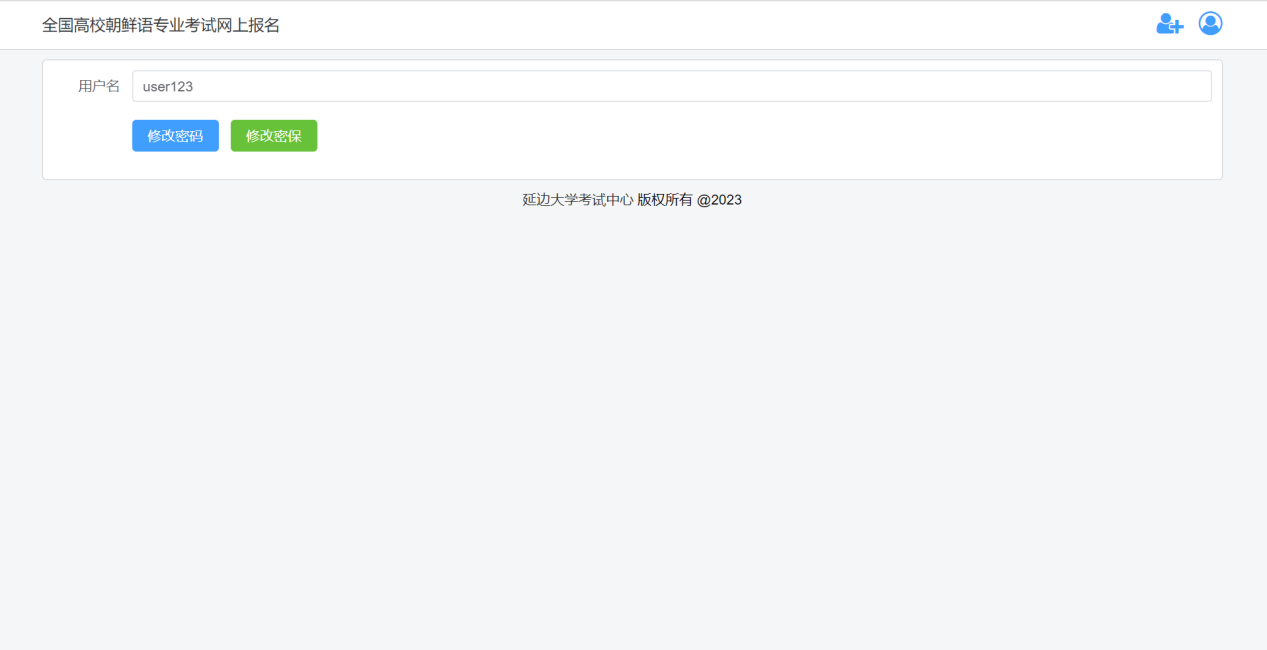 全国高校朝鲜语专业考试网上报名
用户名 user123
修改密码 修改密保
延边大学考试中心 版权所有 @2023